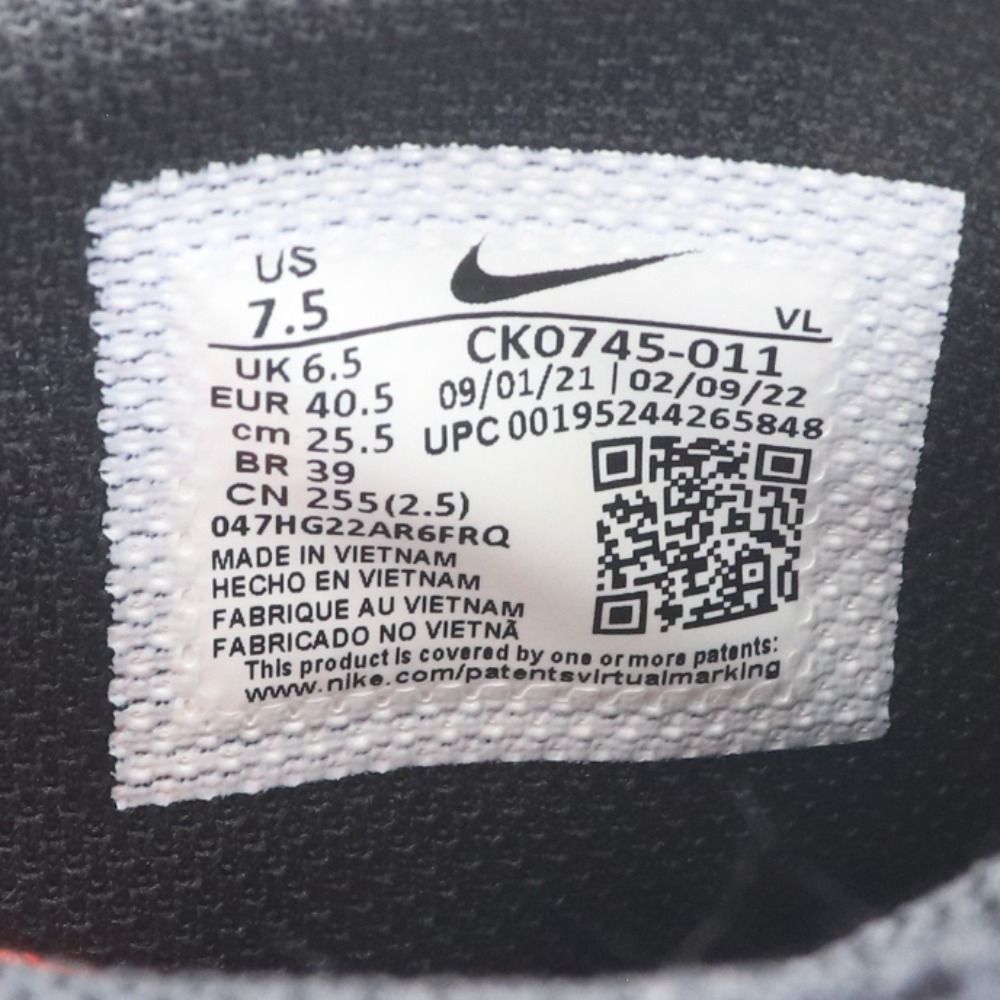 US
7.5
VL
UK 6.5
CK0745-011
EUR 40.5
09/01/21 | 02/09/22
cm 25.5
UPC 00195244265848
BR 39
CN 255(2.5)
047HG22AR6FRQ
MADE IN VIETNAM
HECHO EN VIETNAM
FABRIQUE AU VIETNAM
FABRICADO NO VIETNÃ
This product is covered by one or more patents:
www.nike.com/patentsvirtualmarking